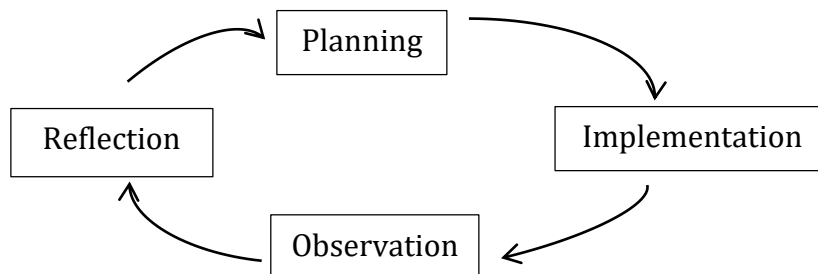 Planning
Reflection
Implementation
Observation